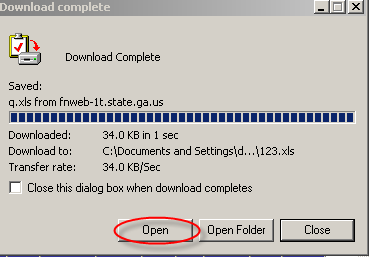 Download complete
Download Complete
Saved:
q.xls from fnweb-1t.state.ga.us
Downloaded: 34.0 KB in 1 sec
Download to: C:\Documents and Settings\d...\123.xls
Transfer rate: 34.0 KB/Sec
Close this dialog box when download completes
Open Open Folder Close